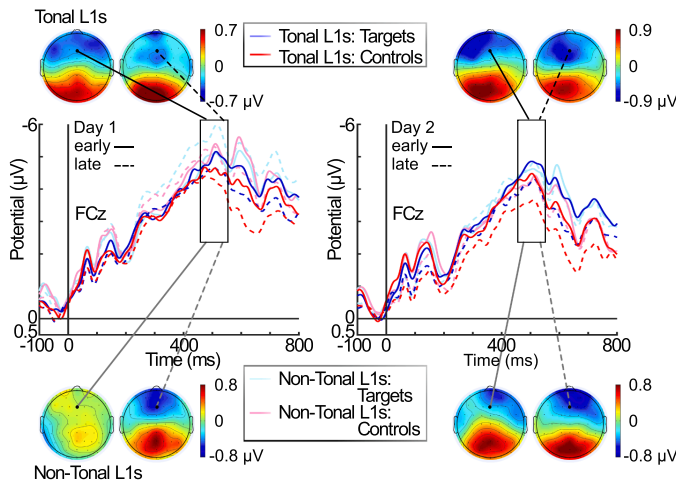 Tonal L1s
0.7
0
-0.7 µV
Tonal L1s: Targets
Tonal L1s: Controls
0.9
0
-0.9 µV
-6
Day 1
early
late
FCz
Potential (µV)
0
0.5
-100 0 200 400 600 800
Time (ms)
-6
Day 2
early
late
FCz
Potential (µV)
0
0.5
-100 0 200 400 600 800
Time (ms)
0.8
0
-0.8 µV
Non-Tonal L1s
Non-Tonal L1s:
Targets
Non-Tonal L1s:
Controls
0.8
0
-0.8 µV